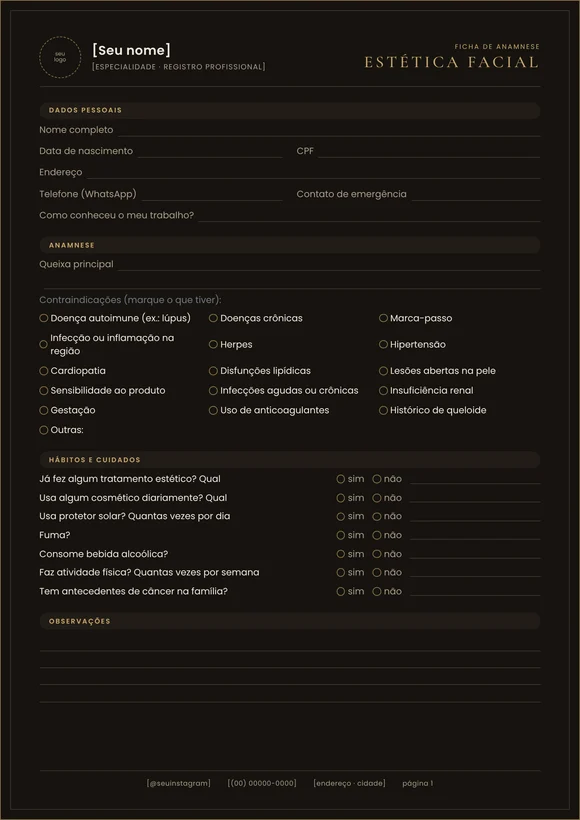 seu
logo
[Seu nome]
[ESPECIALIDADE · REGISTRO PROFISSIONAL]
FICHA DE ANAMNESE
ESTÉTICA FACIAL
DADOS PESSOAIS
Nome completo
Data de nascimento CPF
Endereço
Telefone (WhatsApp) Contato de emergência
Como conheceu o meu trabalho?
ANAMNESE
Queixa principal
Contraindicações (marque o que tiver):
Doença autoimune (ex.: lúpus) Doenças crônicas Marca-passo
Infecção ou inflamação na
região
Herpes Hipertensão
Cardiopatia Disfunções lipídicas Lesões abertas na pele
Sensibilidade ao produto Infecções agudas ou crônicas Insuficiência renal
Gestação Uso de anticoagulantes Histórico de queloide
Outras:
HÁBITOS E CUIDADOS
Já fez algum tratamento estético? Qual sim não
Usa algum cosmético diariamente? Qual sim não
Usa protetor solar? Quantas vezes por dia sim não
Fuma? sim não
Consome bebida alcoólica? sim não
Faz atividade física? Quantas vezes por semana sim não
Tem antecedentes de câncer na família? sim não
OBSERVAÇÕES
[@seuinstagram] [(00) 00000-0000] [endereço · cidade] página 1